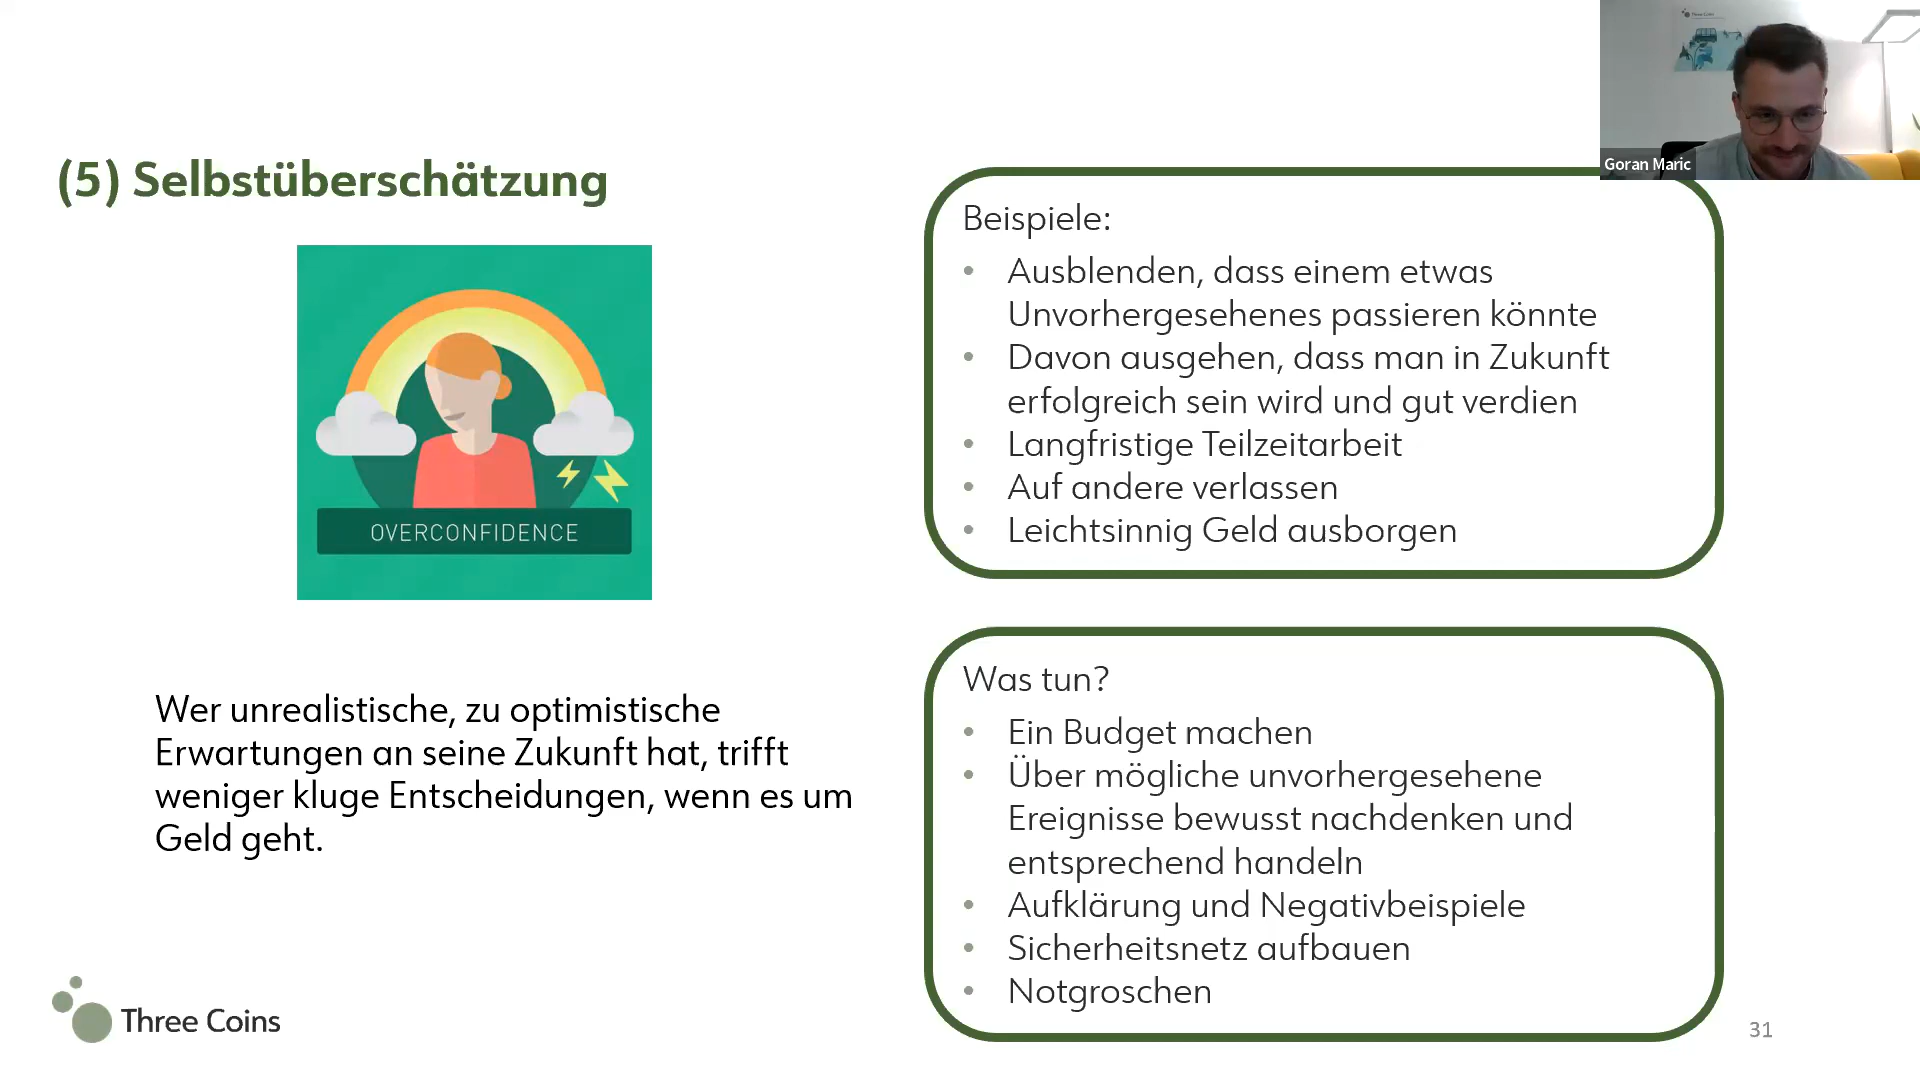 Goran Maric
(5) Selbstüberschätzung
OVERCONFIDENCE
Wer unrealistische, zu optimistische
Erwartungen an seine Zukunft hat, trifft
weniger kluge Entscheidungen, wenn es um
Geld geht.
Beispiele:
• Ausblenden, dass einem etwas
Unvorhergesehenes passieren könnte
• Davon ausgehen, dass man in Zukunft
erfolgreich sein wird und gut verdien
• Langfristige Teilzeitarbeit
• Auf andere verlassen
• Leichtsinnig Geld ausborgen
Was tun?
• Ein Budget machen
• Über mögliche unvorhergesehene
Ereignisse bewusst nachdenken und
entsprechend handeln
• Aufklärung und Negativbeispiele
• Sicherheitsnetz aufbauen
• Notgroschen
Three Coins
31